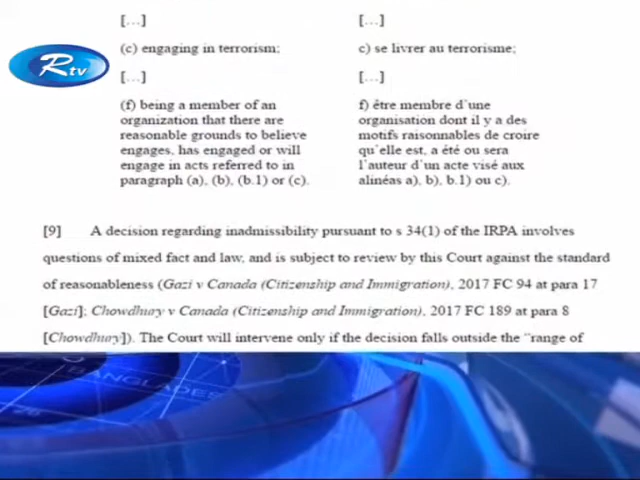 [...]
(c) engaging in terrorism;
[...]
(f) being a member of an
organization that there are
reasonable grounds to believe
engages, has engaged or will
engage in acts referred to in
paragraph (a), (b), (b.1) or (c).
[...]
c) se livrer au terrorisme;
[...]
f) être membre d'une
organisation dont il y a des
motifs raisonnables de croire
qu'elle est, a été ou sera
l'auteur d'un acte visé aux
alinéas a), b), b.1) ou c).
Rtv
[9] A decision regarding inadmissibility pursuant to s 34(1) of the IRPA involves
questions of mixed fact and law, and is subject to review by this Court against the standard
of reasonableness (Gazi v Canada (Citizenship and Immigration), 2017 FC 94 at para 17
[Gazi]; Chowdhury v Canada (Citizenship and Immigration), 2017 FC 189 at para 8
[Chowdhury]). The Court will intervene only if the decision falls outside the "range of
BANGLADES